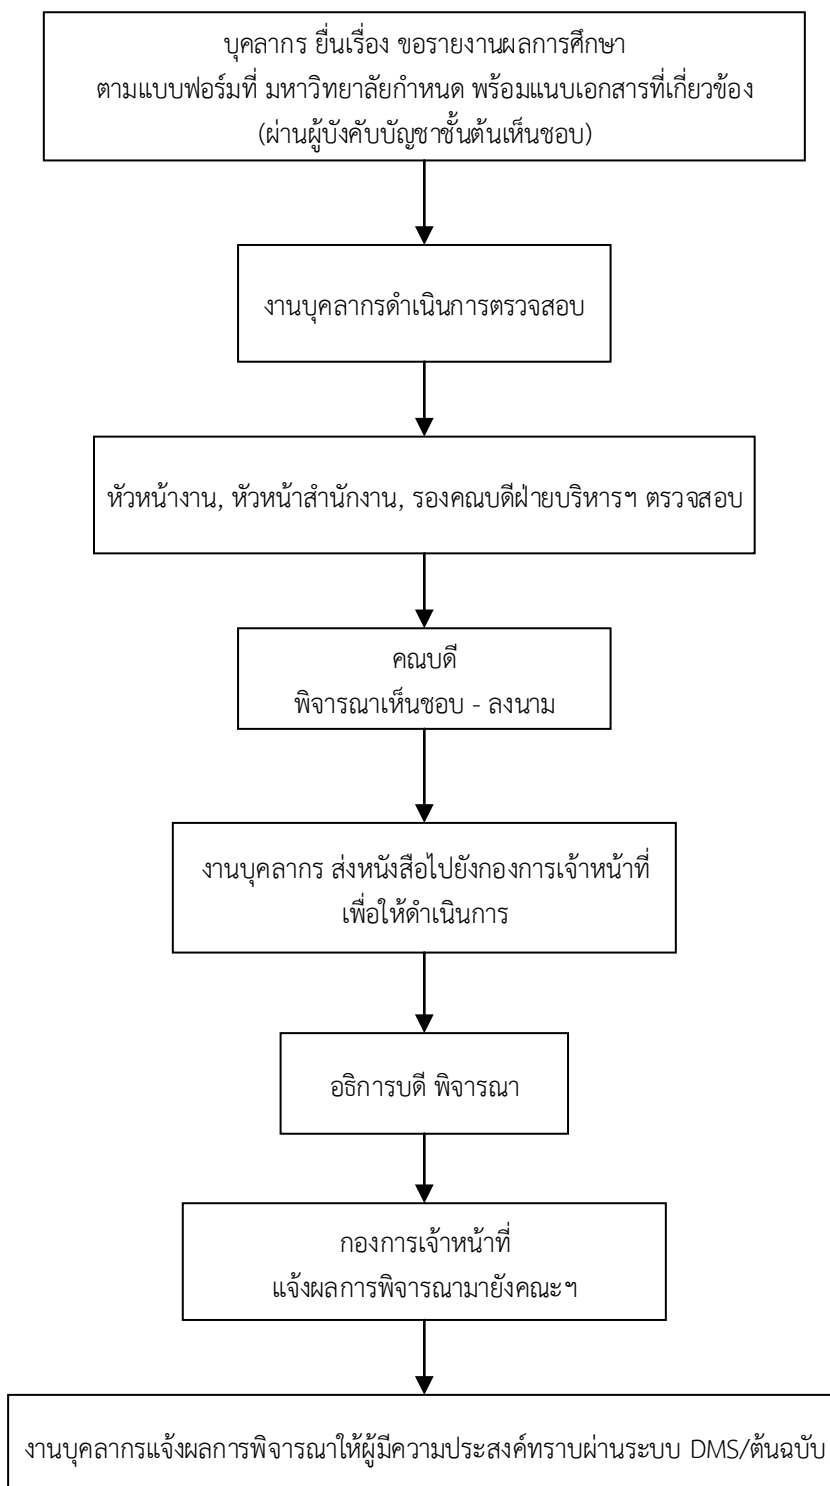 บุคลากร ยื่นเรื่อง ขอรายงานผลการศึกษา
ตามแบบฟอร์มที่ มหาวิทยาลัยกำหนด พร้อมแนบเอกสารที่เกี่ยวข้อง
(ผ่านผู้บังคับบัญชาชั้นต้นเห็นชอบ)
งานบุคลากรดำเนินการตรวจสอบ
หัวหน้างาน, หัวหน้าสำนักงาน, รองคณบดีฝ่ายบริหารฯ ตรวจสอบ
คณบดี
พิจารณาเห็นชอบ - ลงนาม
งานบุคลากร ส่งหนังสือไปยังกองการเจ้าหน้าที่
เพื่อให้ดำเนินการ
อธิการบดี พิจารณา
กองการเจ้าหน้าที่
แจ้งผลการพิจารณามายังคณะฯ
งานบุคลากรแจ้งผลการพิจารณาให้ผู้มีความประสงค์ทราบผ่านระบบ DMS/ต้นฉบับ